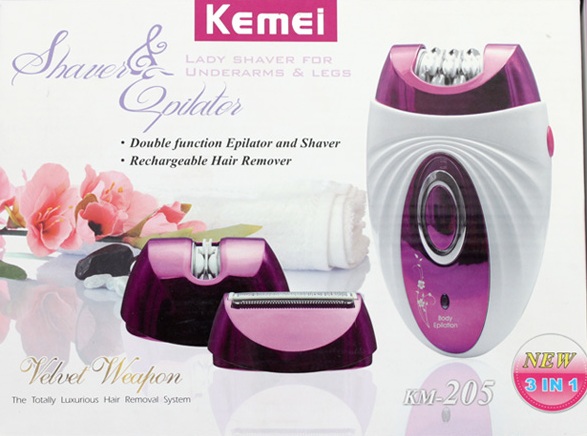 Kemei
Shaver & Epilator
LADY SHAVER FOR
UNDERARMS & LEGS
• Double function Epilator and Shaver
• Rechargeable Hair Remover
Body
Epilation
Velvet Weapon
The Totally Luxurious Hair Removal System
KM-205
NEW
3 IN 1